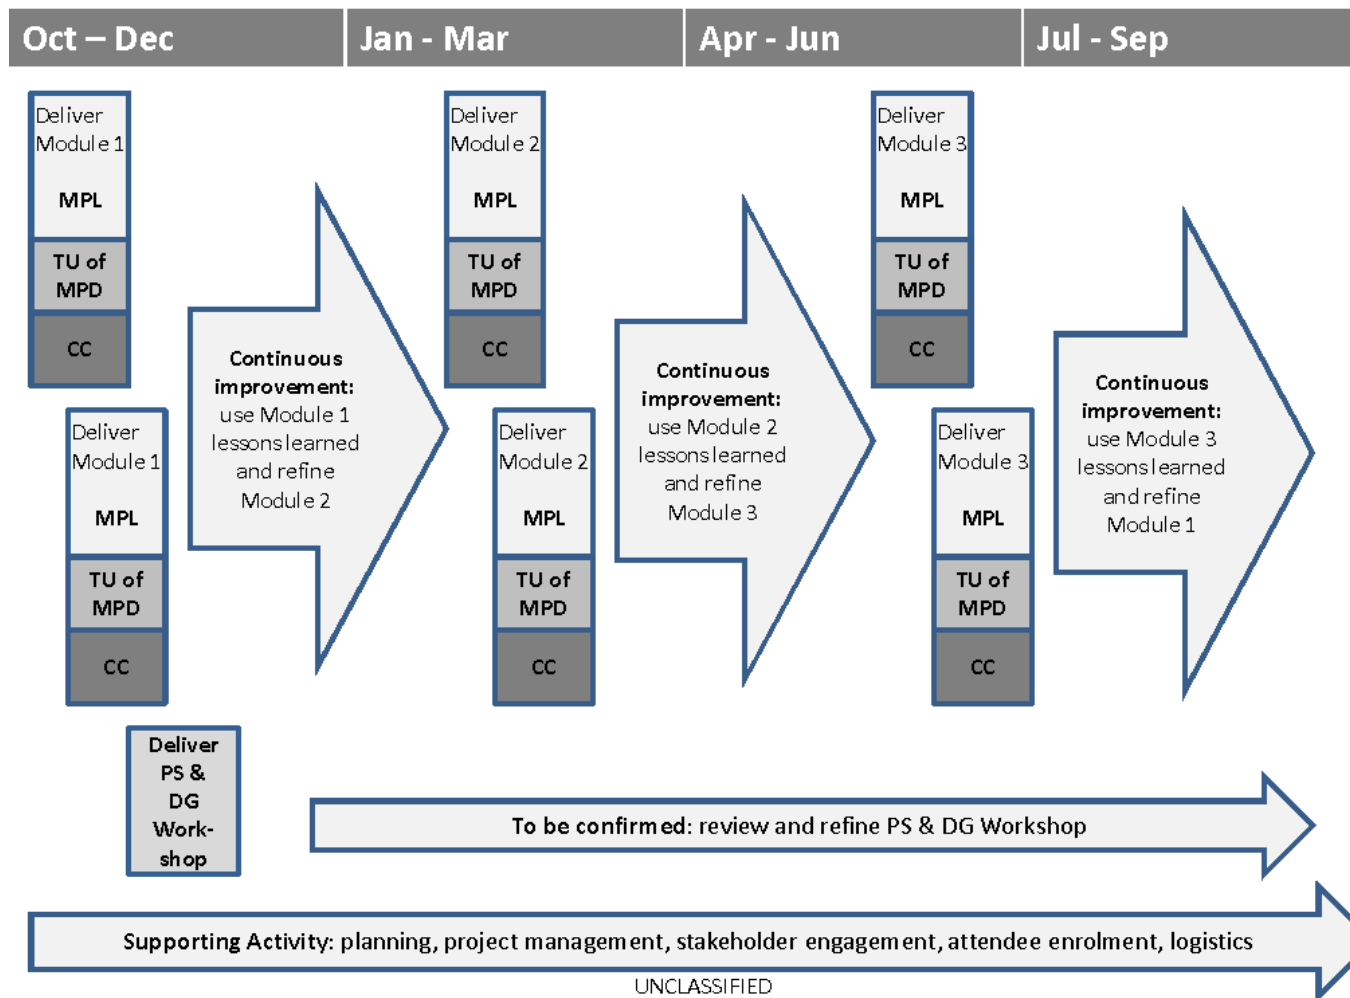 Oct – Dec
Jan - Mar
Apr - Jun
Jul - Sep
Deliver
Module 1
MPL
TU of
MPD
CC
Deliver
Module 1
MPL
TU of
MPD
CC
Deliver
PS &
DG
Work-
shop
Continuous
improvement:
use Module 1
lessons learned
and refine
Module 2
Deliver
Module 2
MPL
TU of
MPD
CC
Deliver
Module 2
MPL
TU of
MPD
CC
Continuous
improvement:
use Module 2
lessons learned
and refine
Module 3
Deliver
Module 3
MPL
TU of
MPD
CC
Deliver
Module 3
MPL
TU of
MPD
CC
Continuous
improvement:
use Module 3
lessons learned
and refine
Module 1
To be confirmed: review and refine PS & DG Workshop
Supporting Activity: planning, project management, stakeholder engagement, attendee enrolment, logistics
UNCLASSIFIED